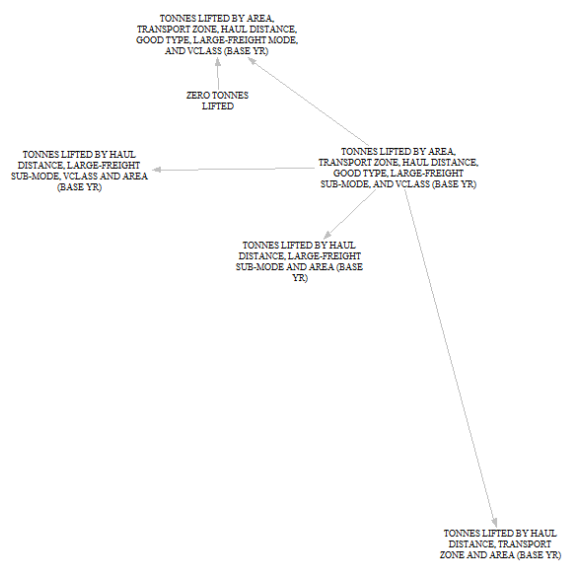 TONNES LIFTED BY AREA,
TRANSPORT ZONE, HAUL DISTANCE,
GOOD TYPE, LARGE-FREIGHT MODE,
AND VCLASS (BASE YR)
ZERO TONNES
LIFTED
TONNES LIFTED BY HAUL
DISTANCE, LARGE-FREIGHT
SUB-MODE, VCLASS AND AREA
(BASE YR)
TONNES LIFTED BY AREA,
TRANSPORT ZONE, HAUL DISTANCE,
GOOD TYPE, LARGE-FREIGHT
SUB-MODE, AND VCLASS (BASE YR)
TONNES LIFTED BY HAUL
DISTANCE, LARGE-FREIGHT
SUB-MODE AND AREA (BASE
YR)
TONNES LIFTED BY HAUL
DISTANCE, TRANSPORT
ZONE AND AREA (BASE YR)